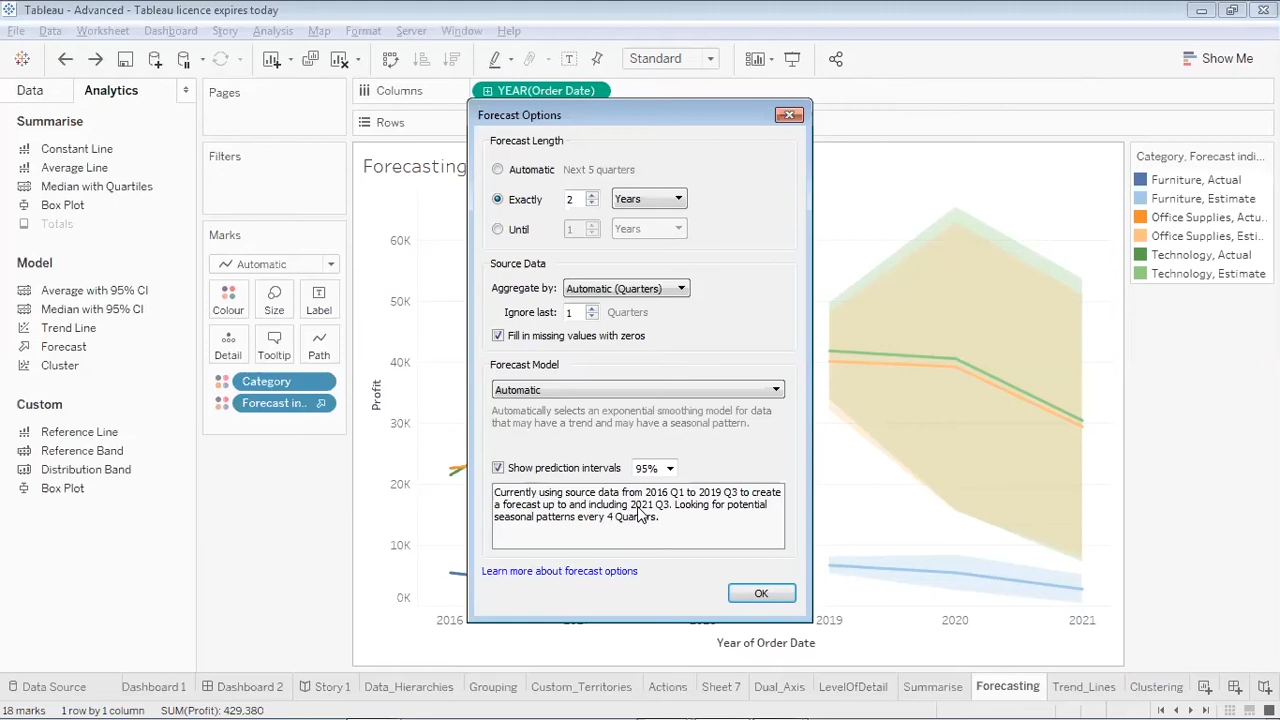 Tableau - Advanced - Tableau licence expires today
File Data Worksheet Dashboard Story Analysis Map Format Server Window Help
Standard
Show Me
Data Analytics
Summarise
Constant Line
Average Line
Median with Quartiles
Box Plot
Totals
Model
Average with 95% CI
Median with 95% CI
Trend Line
Forecast
Cluster
Custom
Reference Line
Reference Band
Distribution Band
Box Plot
Pages
Filters
Marks
Automatic
Colour Size Label
Detail Tooltip Path
Category
Forecast in..
Columns YEAR(Order Date)
Rows
Forecasting
60K
50K
40K
30K
20K
10K
0K
Profit
2016
2019 2020 2021
Year of Order Date
Forecast Options
Forecast Length
Automatic Next 5 quarters
Exactly 2 Years
Until 1 Years
Source Data
Aggregate by: Automatic (Quarters)
Ignore last: 1 Quarters
Fill in missing values with zeros
Forecast Model
Automatic
Automatically selects an exponential smoothing model for data
that may have a trend and may have a seasonal pattern.
Show prediction intervals 95%
Currently using source data from 2016 Q1 to 2019 Q3 to create
a forecast up to and including 2021 Q3. Looking for potential
seasonal patterns every 4 Quarters.
Learn more about forecast options
OK
Category, Forecast indi...
Furniture, Actual
Furniture, Estimate
Office Supplies, Actu...
Office Supplies, Esti...
Technology, Actual
Technology, Estimate
Data Source Dashboard 1 Dashboard 2 Story 1 Data_Hierarchies Grouping Custom_Territories Actions Sheet 7 Dual_Axis LevelOfDetail Summarise Forecasting Trend_Lines Clustering
18 marks 1 row by 1 column SUM(Profit): 429,380